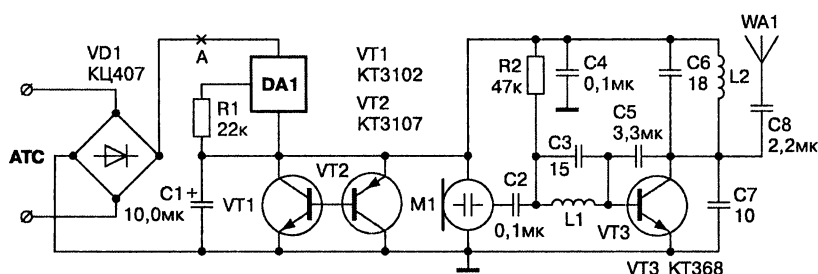 VD1
КЦ407
АТС
А
DA1
R1
22к
C1 +
10,0мк
VT1
КТ3102
VT2
КТ3107
VT1
VT2
M1
C2
0,1мк
R2
47к
C4
0,1мк
C3
15
L1
C5
3,3мк
C6
18
L2
WA1
C8
2,2мк
C7
10
VT3
VT3 КТ368